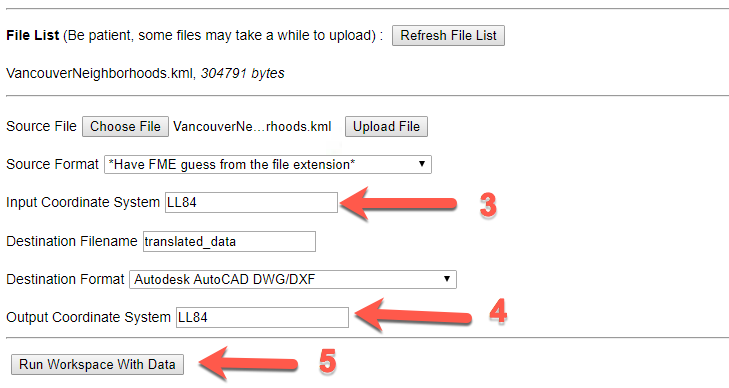 File List (Be patient, some files may take a while to upload) : Refresh File List
VancouverNeighborhoods.kml, 304791 bytes
Source File Choose File VancouverNe...rhoods.kml Upload File
Source Format *Have FME guess from the file extension*
Input Coordinate System LL84 3
Destination Filename translated_data
Destination Format Autodesk AutoCAD DWG/DXF
Output Coordinate System LL84 4
Run Workspace With Data 5